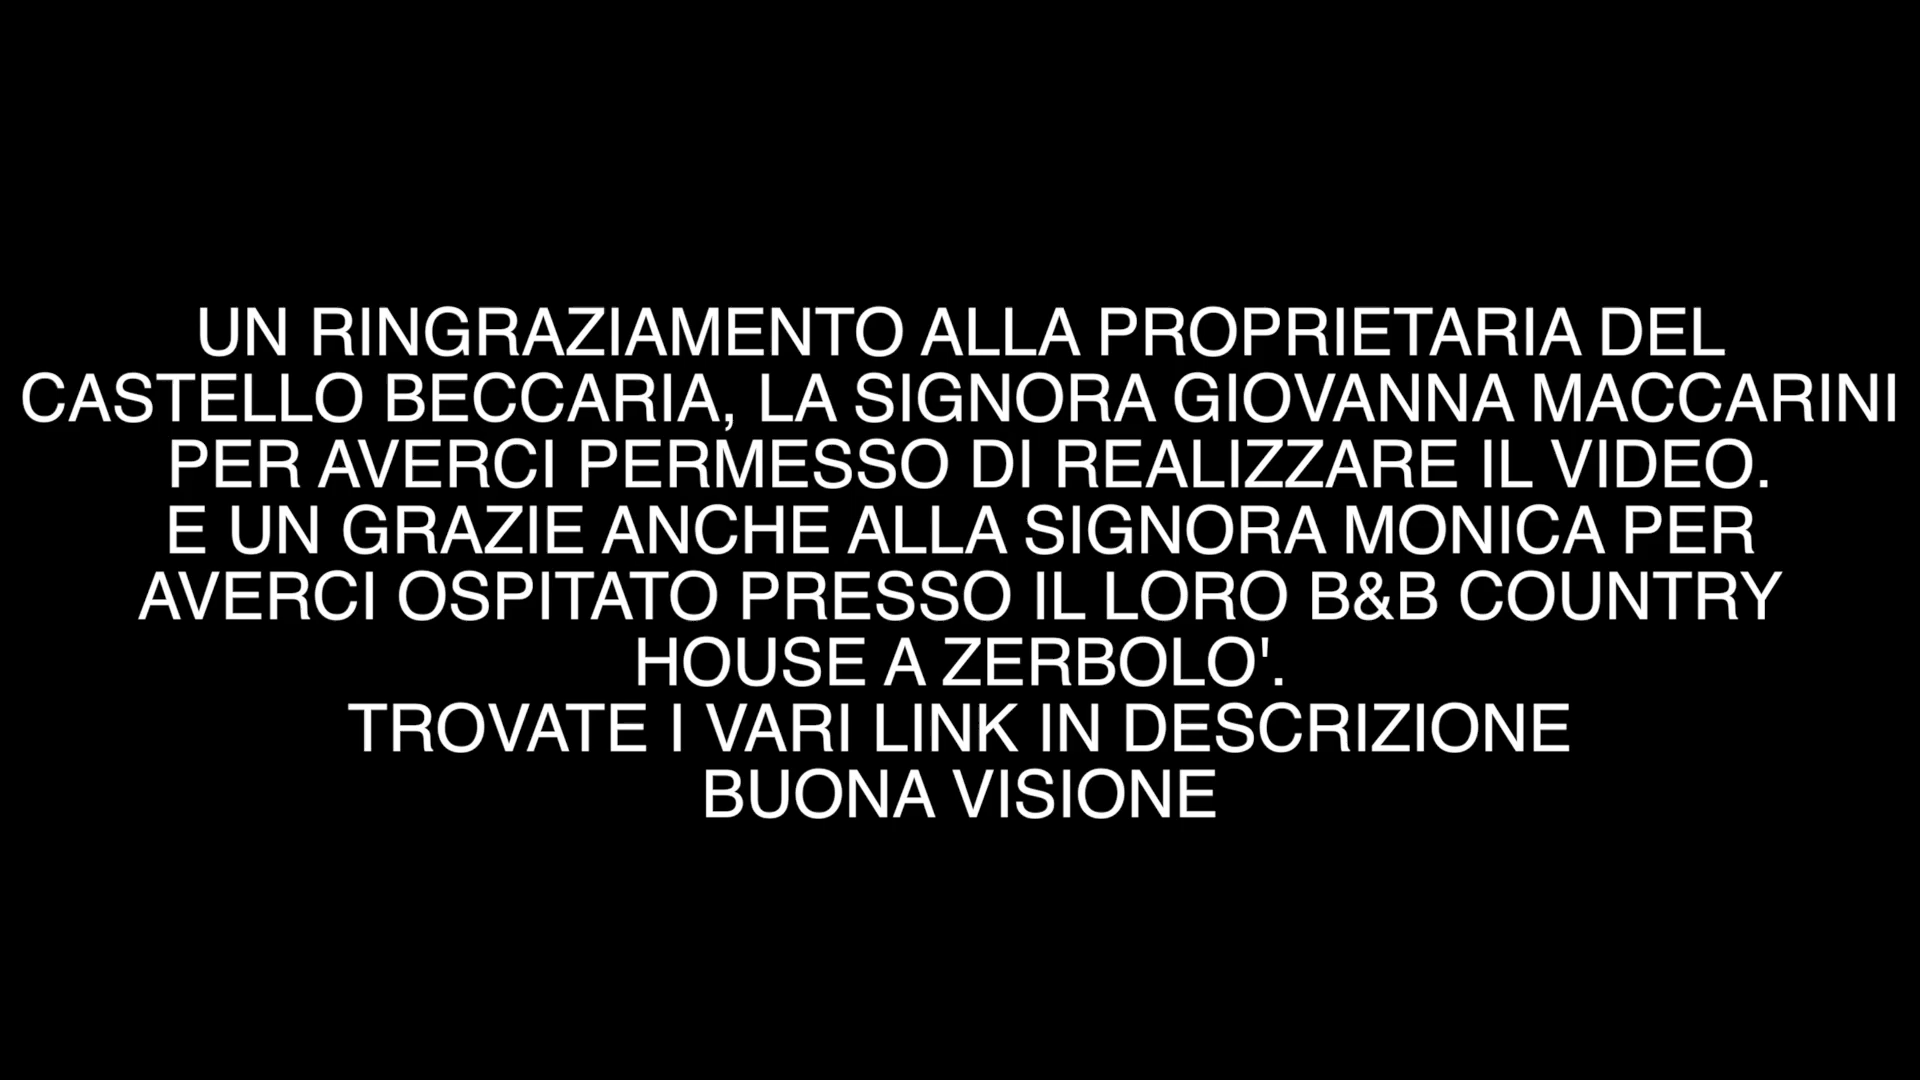 UN RINGRAZIAMENTO ALLA PROPRIETARIA DEL
CASTELLO BECCARIA, LA SIGNORA GIOVANNA MACCARINI
PER AVERCI PERMESSO DI REALIZZARE IL VIDEO.
E UN GRAZIE ANCHE ALLA SIGNORA MONICA PER
AVERCI OSPITATO PRESSO IL LORO B&B COUNTRY
HOUSE A ZERBOLO'.
TROVATE I VARI LINK IN DESCRIZIONE
BUONA VISIONE